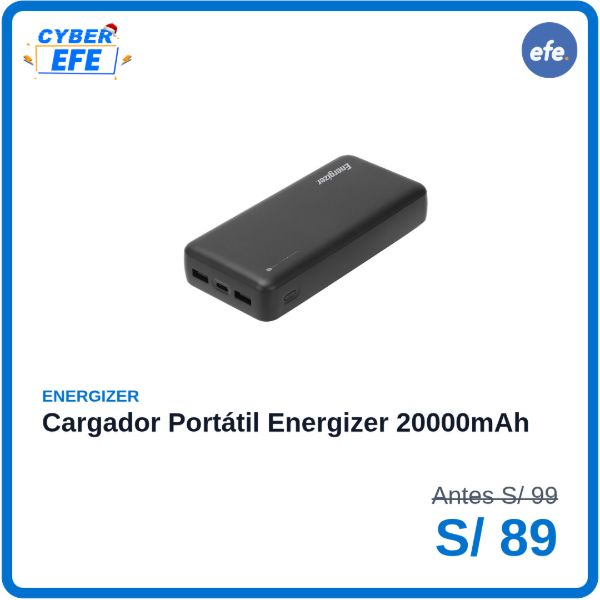 CYBER
EFE
efe.
Energizer
ENERGIZER
Cargador Portátil Energizer 20000mAh
Antes S/ 99
S/ 89